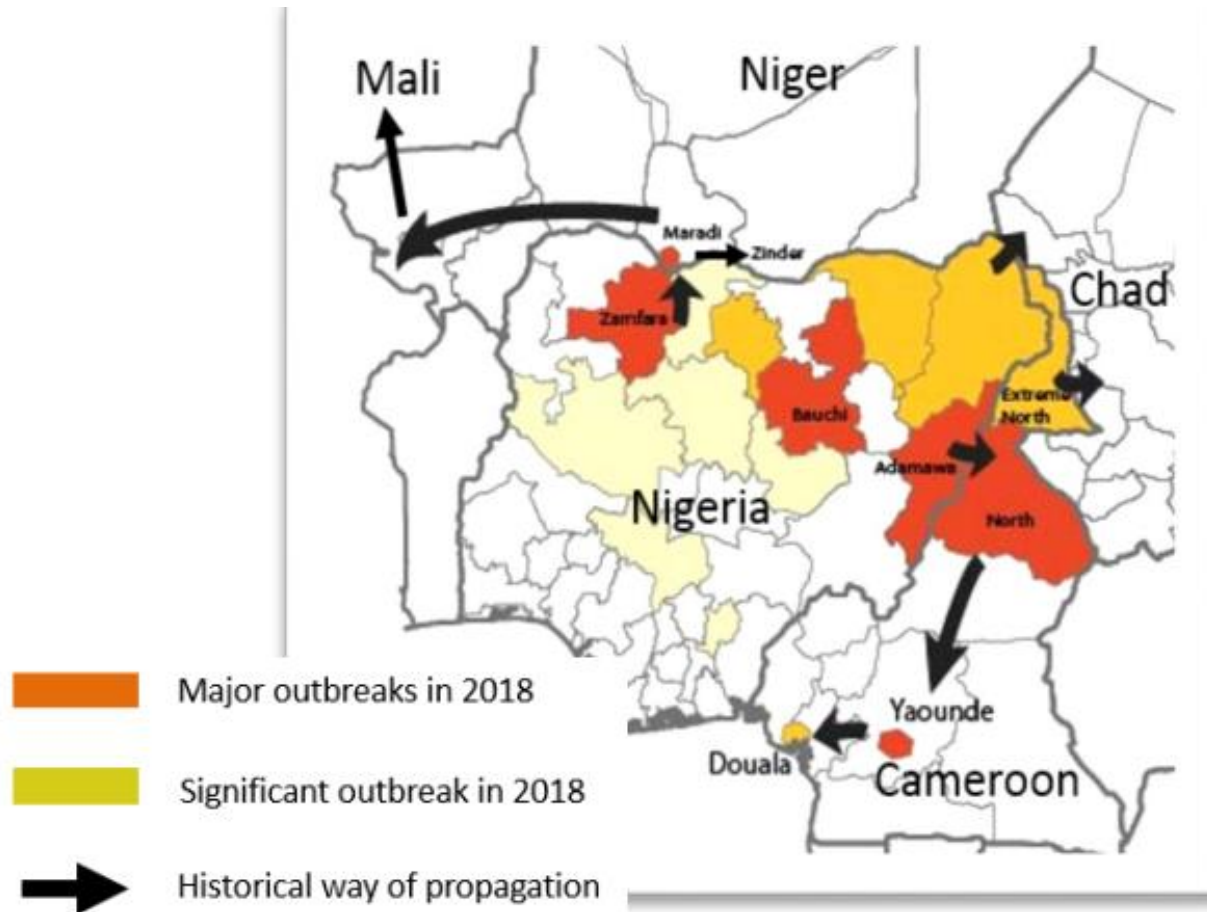 Mali
Niger
Maradi
Zinder
Chad
Zamfara
Extreme
North
Bauchi
Adamawa
Nigeria
North
Yaounde
Douala
Cameroon
Major outbreaks in 2018
Significant outbreak in 2018
Historical way of propagation